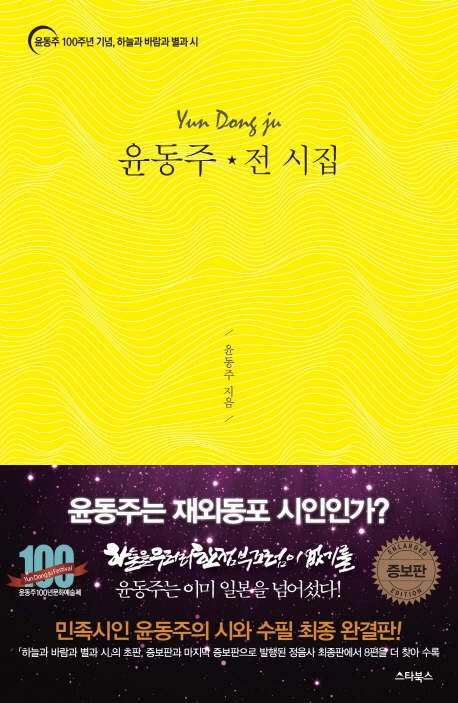 윤동주 100주년 기념, 하늘과 바람과 별과 시
Yun Dong ju
윤동주 ★ 전 시집
/ 윤동주 지음 /
윤동주는 재외동포 시인인가?
하늘을 우러러 한 점 부끄럼이 없기를
윤동주는 이미 일본을 넘어섰다!
100
Yun Dong Ju Festival
윤동주100년문화예술제
ENLARGED
증보판
EDITION
민족시인 윤동주의 시와 수필 최종 완결판!
「하늘과 바람과 별과 시」의 초판, 증보판과 마지막 증보판으로 발행된 정음사 최종판에서 8편을 더 찾아 수록
스타북스